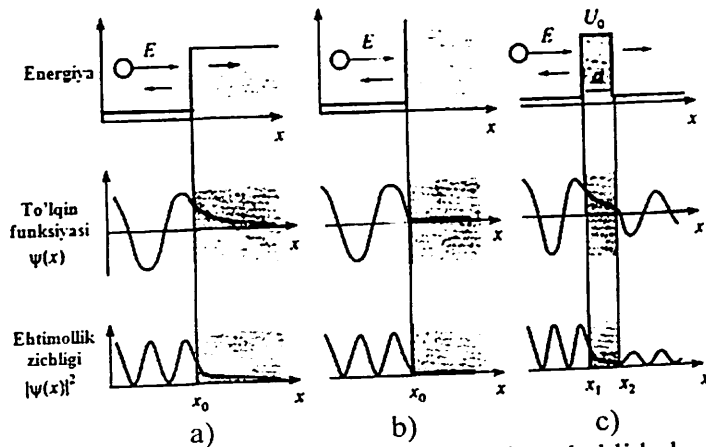 E
E
U₀
E
d
Energiya
x
x
x
To'lqin
funksiyasi
ψ(x)
x
x
x
Ehtimollik
zichligi
|ψ(x)|²
x
x
x
x₀
x₀
x₁
x₂
a)
b)
c)